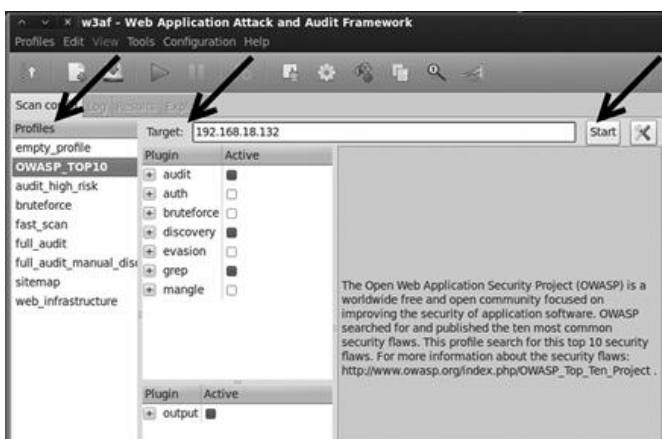 w3af - Web Application Attack and Audit Framework
Profiles Edit View Tools Configuration Help
Scan
Log
Profiles
Target: 192.168.18.132
Start
empty_profile
OWASP_TOP10
audit_high_risk
bruteforce
fast_scan
full_audit
full_audit_manual_disc
sitemap
web_infrastructure
Plugin Active
audit
auth
bruteforce
discovery
evasion
grep
mangle
The Open Web Application Security Project (OWASP) is a
worldwide free and open community focused on
improving the security of application software. OWASP
searched for and published the ten most common
security flaws. This profile search for this top 10 security
flaws. For more information about the security flaws:
http://www.owasp.org/index.php/OWASP_Top_Ten_Project .
Plugin Active
output